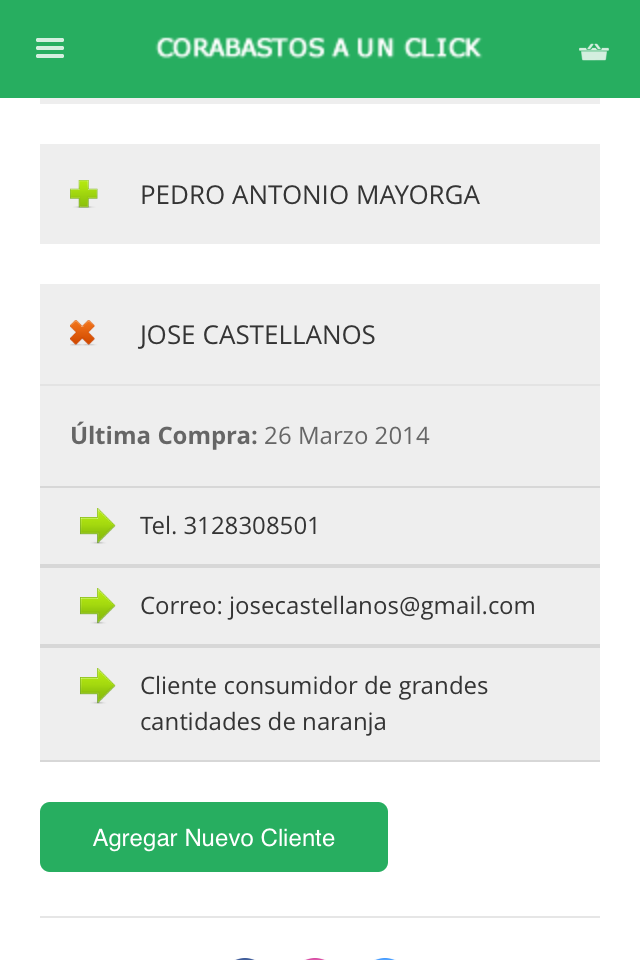 CORABASTOS A UN CLICK
PEDRO ANTONIO MAYORGA
JOSE CASTELLANOS
Última Compra: 26 Marzo 2014
Tel. 3128308501
Correo: josecastellanos@gmail.com
Cliente consumidor de grandes
cantidades de naranja
Agregar Nuevo Cliente